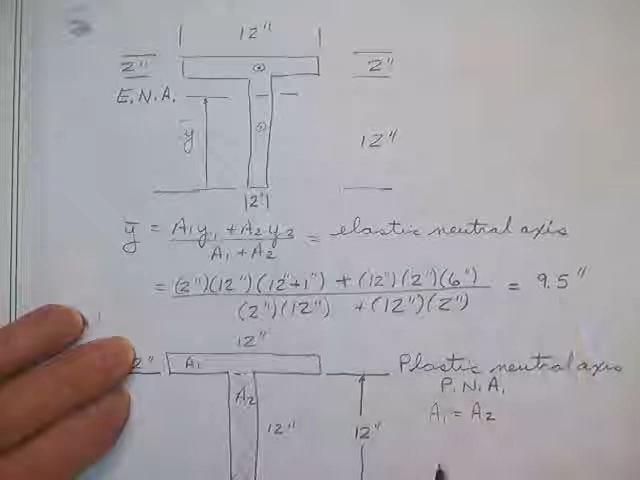 12"
2" 2"
E.N.A.
y̅ 12"
|2"|
y̅ = A₁y₁ + A₂y₂ / A₁ + A₂ = elastic neutral axis
= (2")(12")(12"+1") + (12")(2")(6") / (2")(12") + (12")(2") = 9.5"
12"
2" A₁ Plastic neutral axis
P.N.A.
A₂ A₁ = A₂
12" 12"